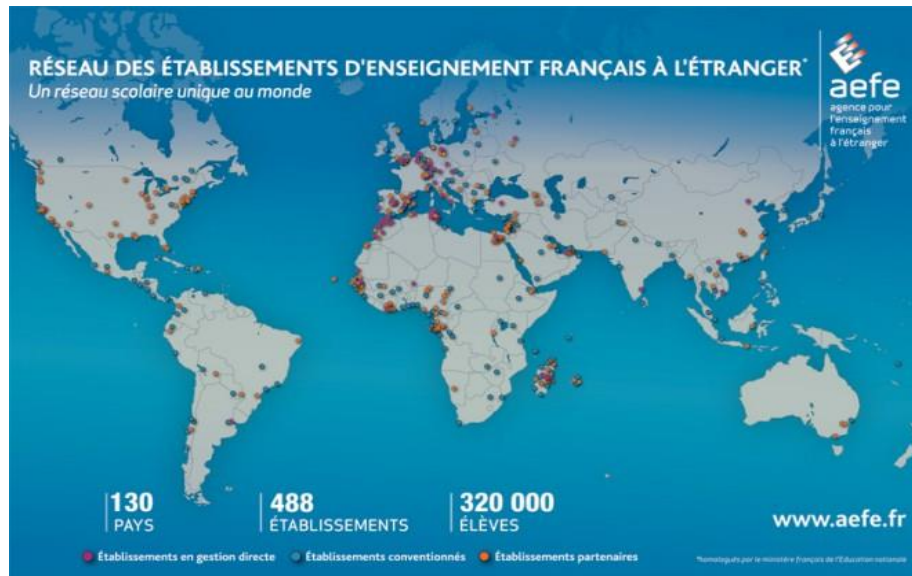 RÉSEAU DES ÉTABLISSEMENTS D'ENSEIGNEMENT FRANÇAIS À L'ÉTRANGER*
Un réseau scolaire unique au monde
aefe
agence pour
l'enseignement
français
à l'étranger
130
PAYS
488
ÉTABLISSEMENTS
320 000
ÉLÈVES
www.aefe.fr
Établissements en gestion directe
Établissements conventionnés
Établissements partenaires
*homologués par le ministère français de l'Education nationale